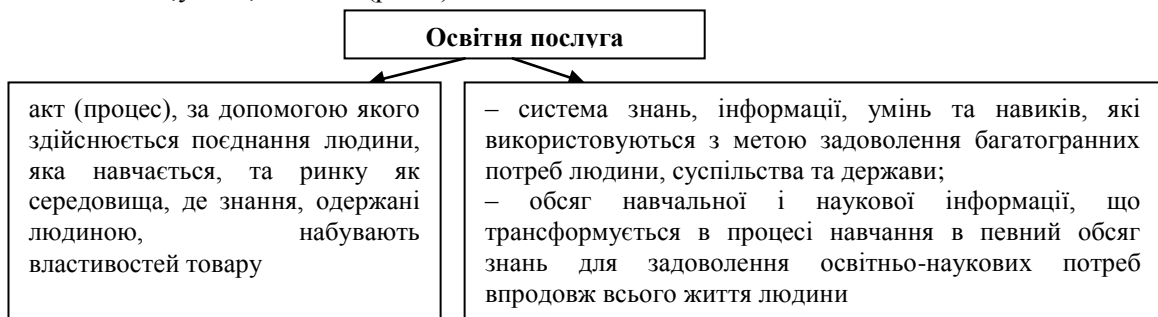 Освітня послуга
акт (процес), за допомогою якого
здійснюється поєднання людини,
яка навчається, та ринку як
середовища, де знання, одержані
людиною, набувають
властивостей товару
– система знань, інформації, умінь та навиків, які
використовуються з метою задоволення багатогранних
потреб людини, суспільства та держави;
– обсяг навчальної і наукової інформації, що
трансформується в процесі навчання в певний обсяг
знань для задоволення освітньо-наукових потреб
впродовж всього життя людини